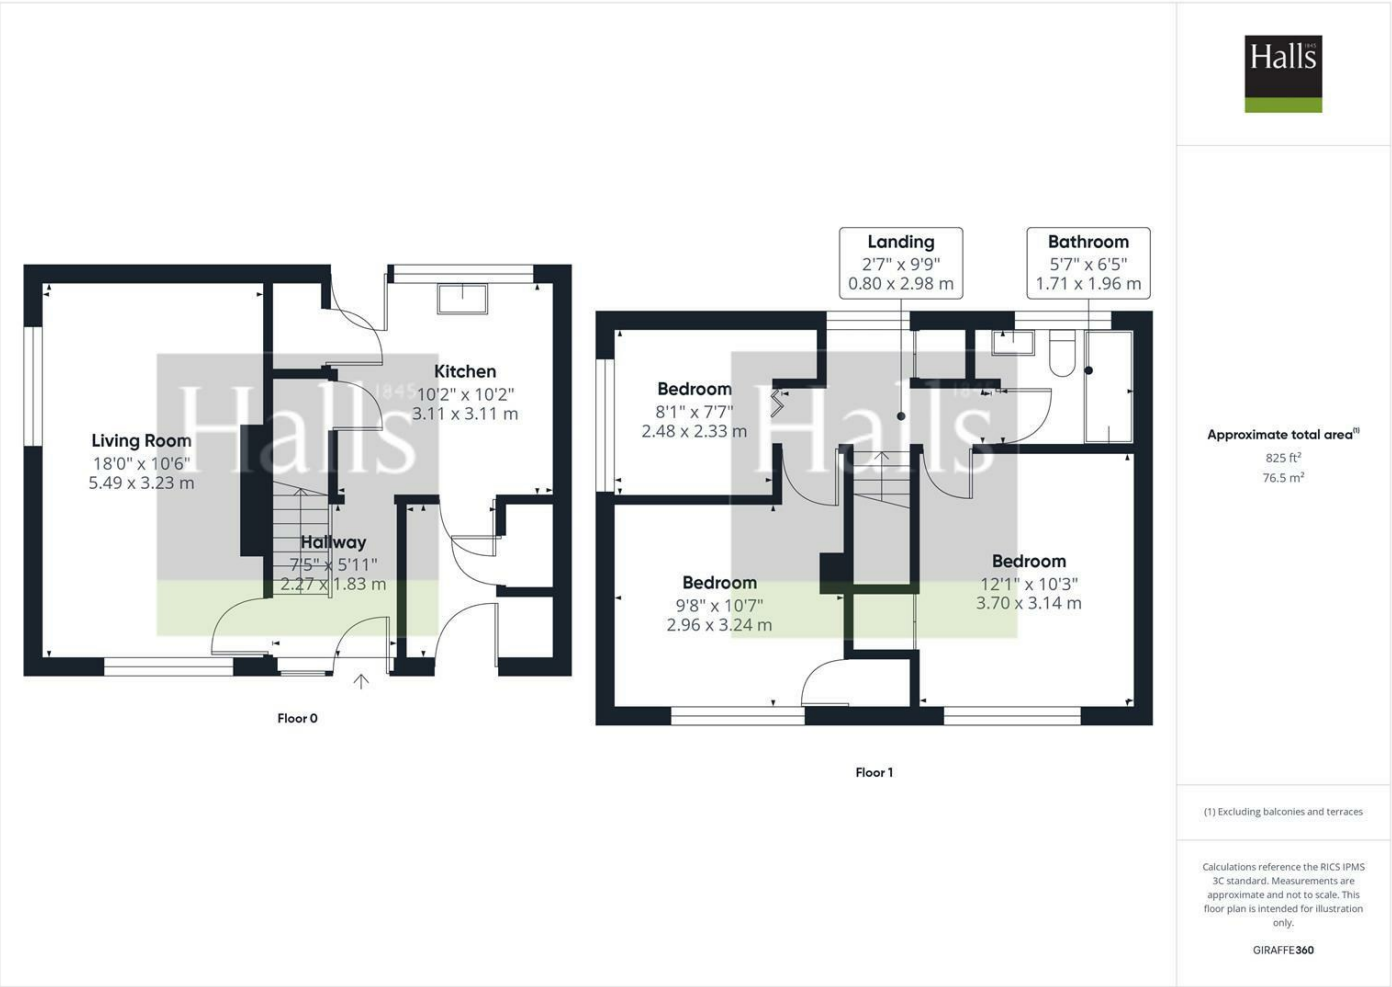 Halls
1845
Landing
2'7" x 9'9"
0.80 x 2.98 m
Bathroom
5'7" x 6'5"
1.71 x 1.96 m
Kitchen
10'2" x 10'2"
3.11 x 3.11 m
Living Room
18'0" x 10'6"
5.49 x 3.23 m
Hallway
7'5" x 5'11"
2.27 x 1.83 m
Halls
1845
Floor 0
Bedroom
8'1" x 7'7"
2.48 x 2.33 m
Bedroom
9'8" x 10'7"
2.96 x 3.24 m
Bedroom
12'1" x 10'3"
3.70 x 3.14 m
Halls
1845
Floor 1
Approximate total area(1)
825 ft²
76.5 m²
(1) Excluding balconies and terraces
Calculations reference the RICS IPMS
3C standard. Measurements are
approximate and not to scale. This
floor plan is intended for illustration
only.
GIRAFFE360